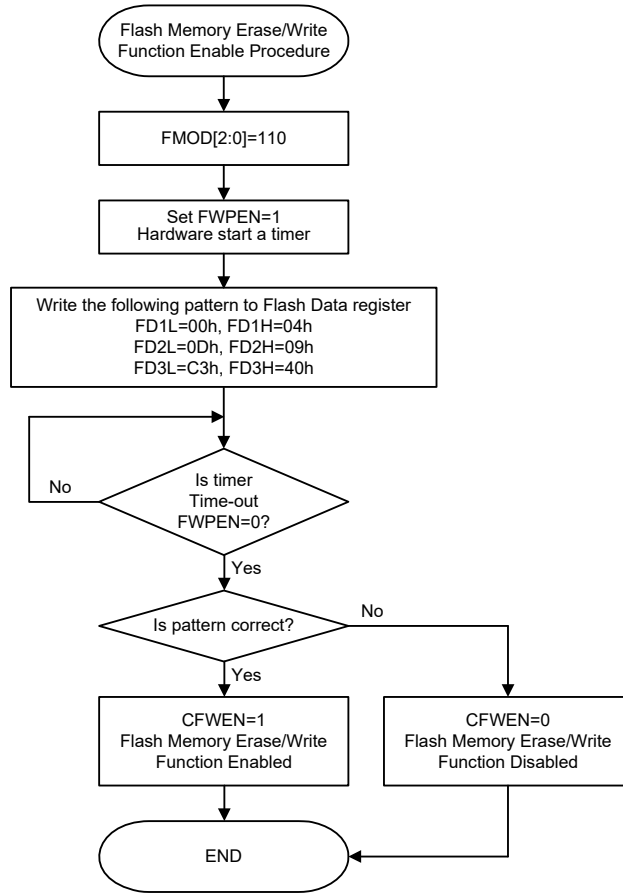 Flash Memory Erase/Write
Function Enable Procedure
FMOD[2:0]=110
Set FWPEN=1
Hardware start a timer
Write the following pattern to Flash Data register
FD1L=00h, FD1H=04h
FD2L=0Dh, FD2H=09h
FD3L=C3h, FD3H=40h
Is timer
Time-out
FWPEN=0?
No
Yes
Is pattern correct?
No
Yes
CFWEN=1
Flash Memory Erase/Write
Function Enabled
CFWEN=0
Flash Memory Erase/Write
Function Disabled
END